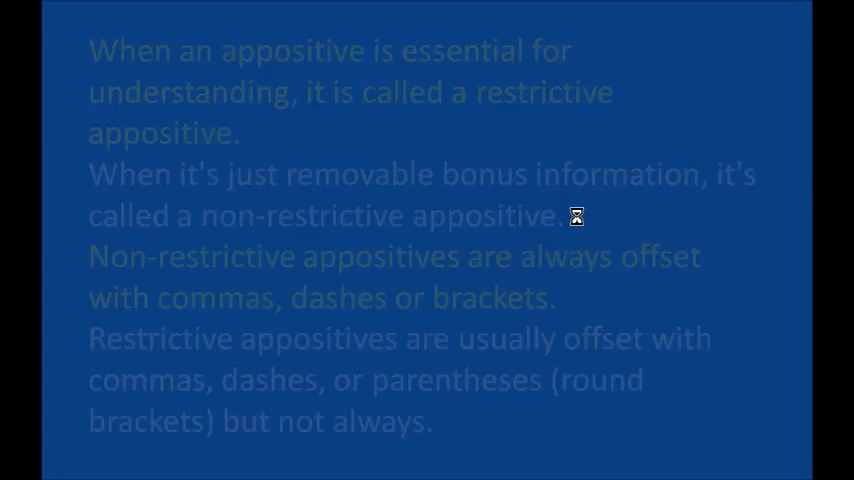 When an appositive is essential for
understanding, it is called a restrictive
appositive.
When it's just removable bonus information, it's
called a non-restrictive appositive.
Non-restrictive appositives are always offset
with commas, dashes or brackets.
Restrictive appositives are usually offset with
commas, dashes, or parentheses (round
brackets) but not always.